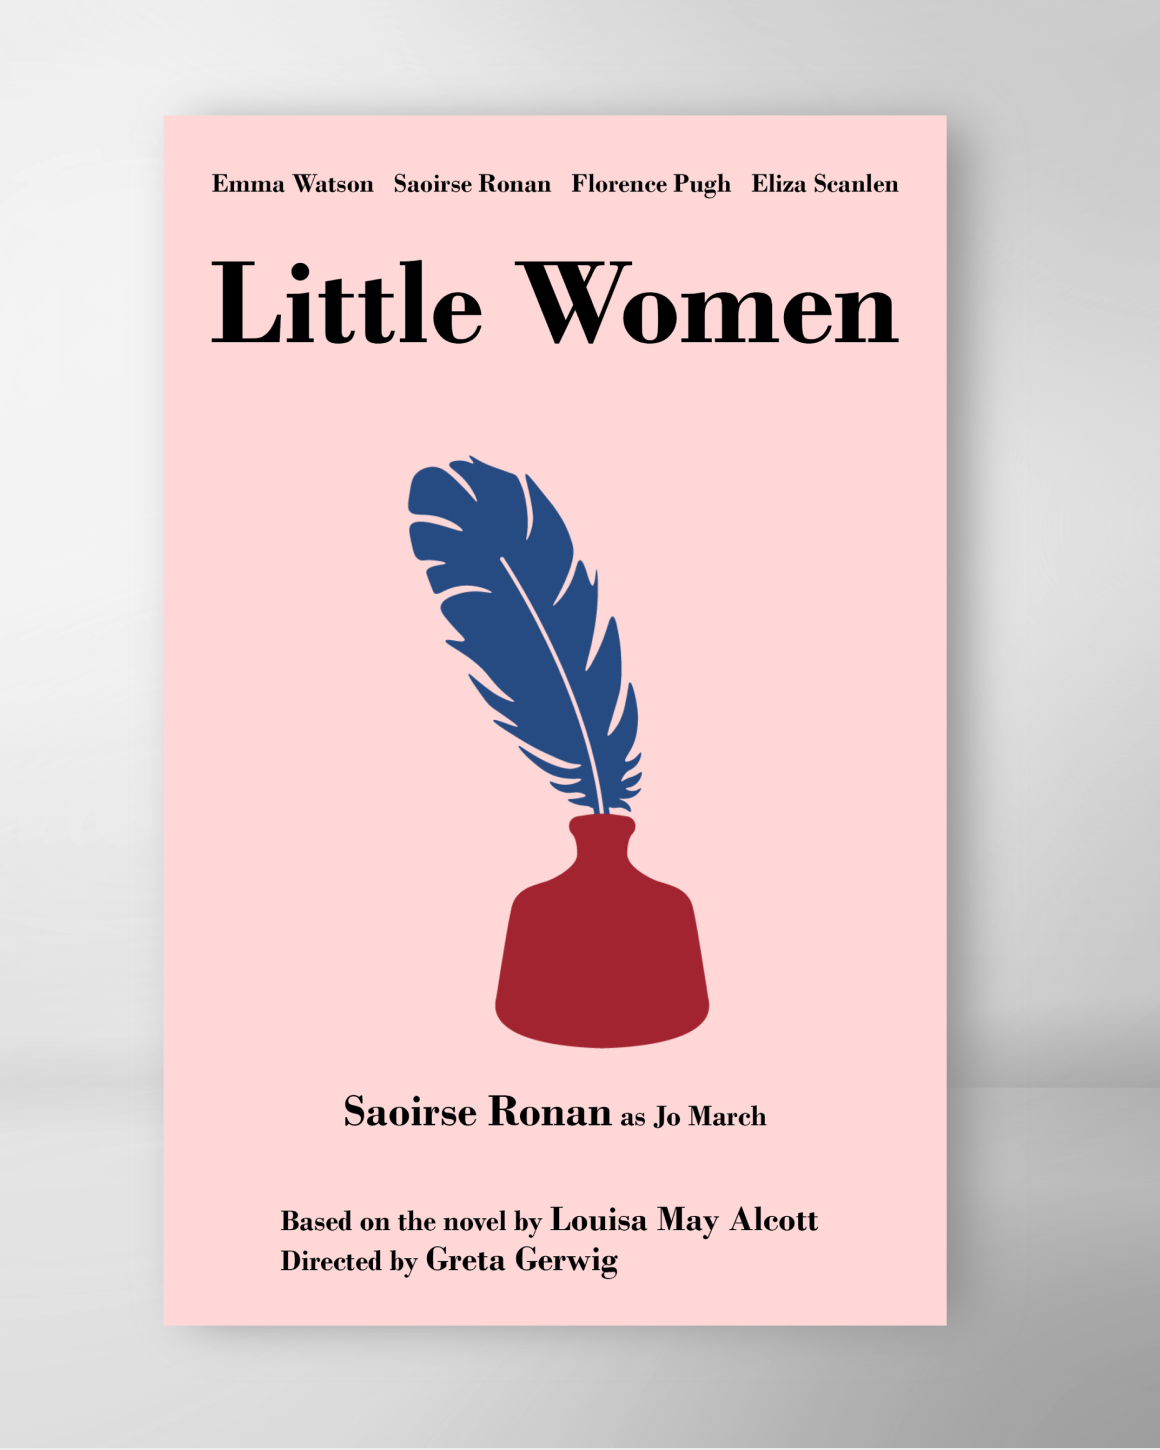 Emma Watson Saoirse Ronan Florence Pugh Eliza Scanlen
Little Women
Saoirse Ronan as Jo March
Based on the novel by Louisa May Alcott
Directed by Greta Gerwig